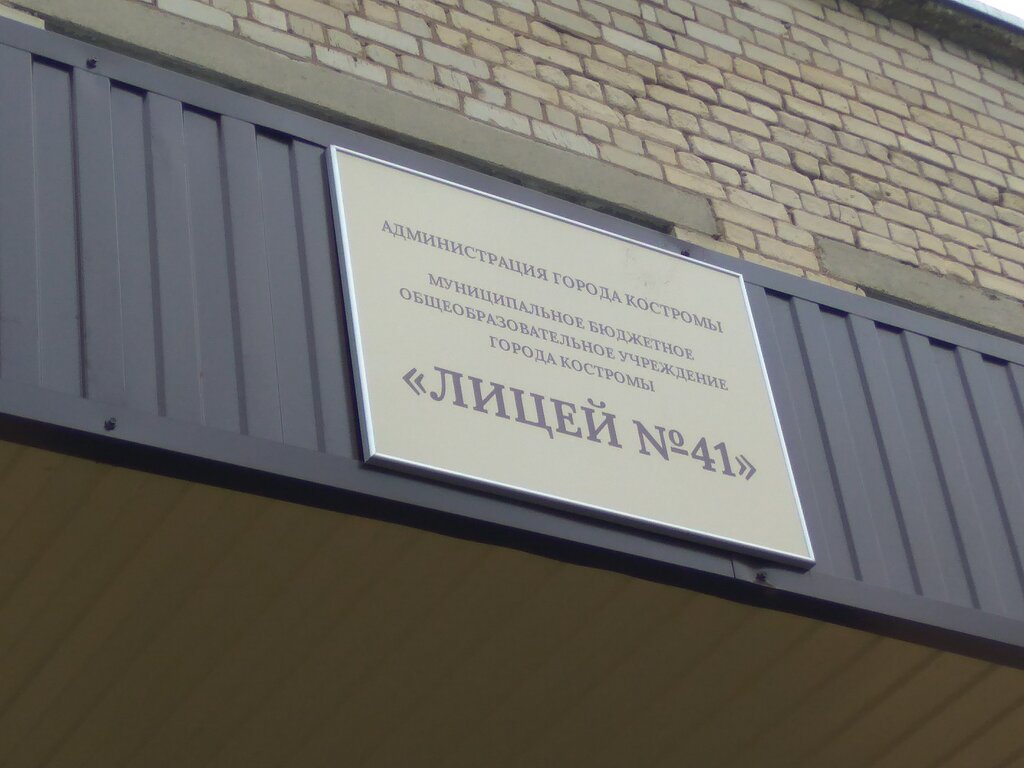 АДМИНИСТРАЦИЯ ГОРОДА КОСТРОМЫ
МУНИЦИПАЛЬНОЕ БЮДЖЕТНОЕ
ОБЩЕОБРАЗОВАТЕЛЬНОЕ УЧРЕЖДЕНИЕ
ГОРОДА КОСТРОМЫ
«ЛИЦЕЙ №41»